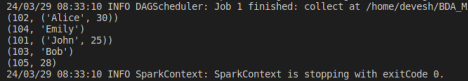 24/03/29 08:33:10 INFO DAGScheduler: Job 1 finished: collect at /home/devesh/BDA_M
(102, ('Alice', 30))
(104, 'Emily')
(101, ('John', 25))
(103, 'Bob')
(105, 28)
24/03/29 08:33:10 INFO SparkContext: SparkContext is stopping with exitCode 0.